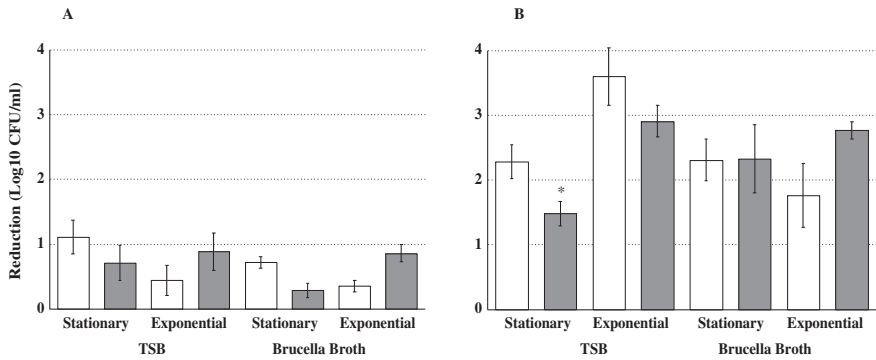 A
B
Reduction (Log10 CFU/ml)
4
3
2
1
0
Stationary Exponential Stationary Exponential
TSB Brucella Broth
4
3
2
1
0
*
Stationary Exponential Stationary Exponential
TSB Brucella Broth